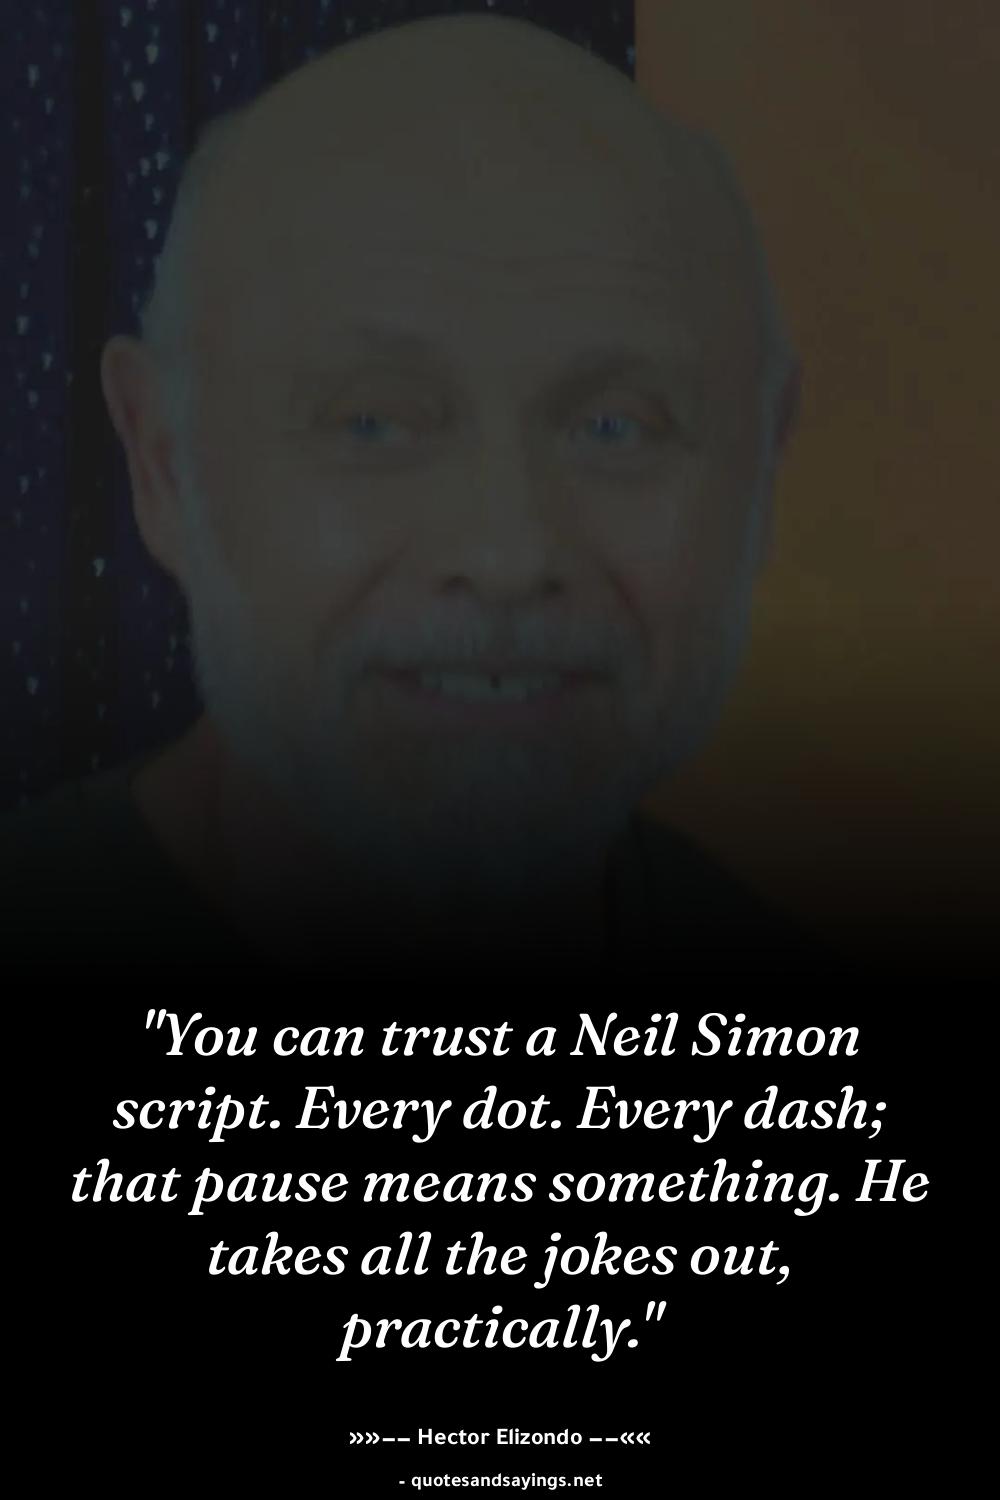 "You can trust a Neil Simon
script. Every dot. Every dash;
that pause means something. He
takes all the jokes out,
practically."
»»–– Hector Elizondo ––««
- quotesandsayings.net